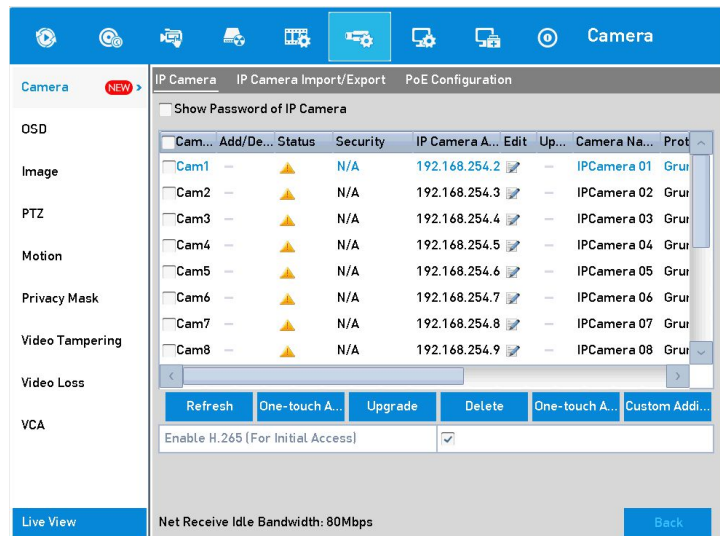 Camera
Camera NEW >
OSD
Image
PTZ
Motion
Privacy Mask
Video Tampering
Video Loss
VCA
Live View
IP Camera IP Camera Import/Export PoE Configuration
Show Password of IP Camera
Cam... Add/De... Status Security IP Camera A... Edit Up... Camera Na... Prot
Cam1 – N/A 192.168.254.2 – IPCamera 01 Grun
Cam2 – N/A 192.168.254.3 – IPCamera 02 Grun
Cam3 – N/A 192.168.254.4 – IPCamera 03 Grun
Cam4 – N/A 192.168.254.5 – IPCamera 04 Grun
Cam5 – N/A 192.168.254.6 – IPCamera 05 Grun
Cam6 – N/A 192.168.254.7 – IPCamera 06 Grun
Cam7 – N/A 192.168.254.8 – IPCamera 07 Grun
Cam8 – N/A 192.168.254.9 – IPCamera 08 Grun
Refresh One-touch A... Upgrade Delete One-touch A... Custom Addi...
Enable H.265 (For Initial Access)
Net Receive Idle Bandwidth: 80Mbps
Back